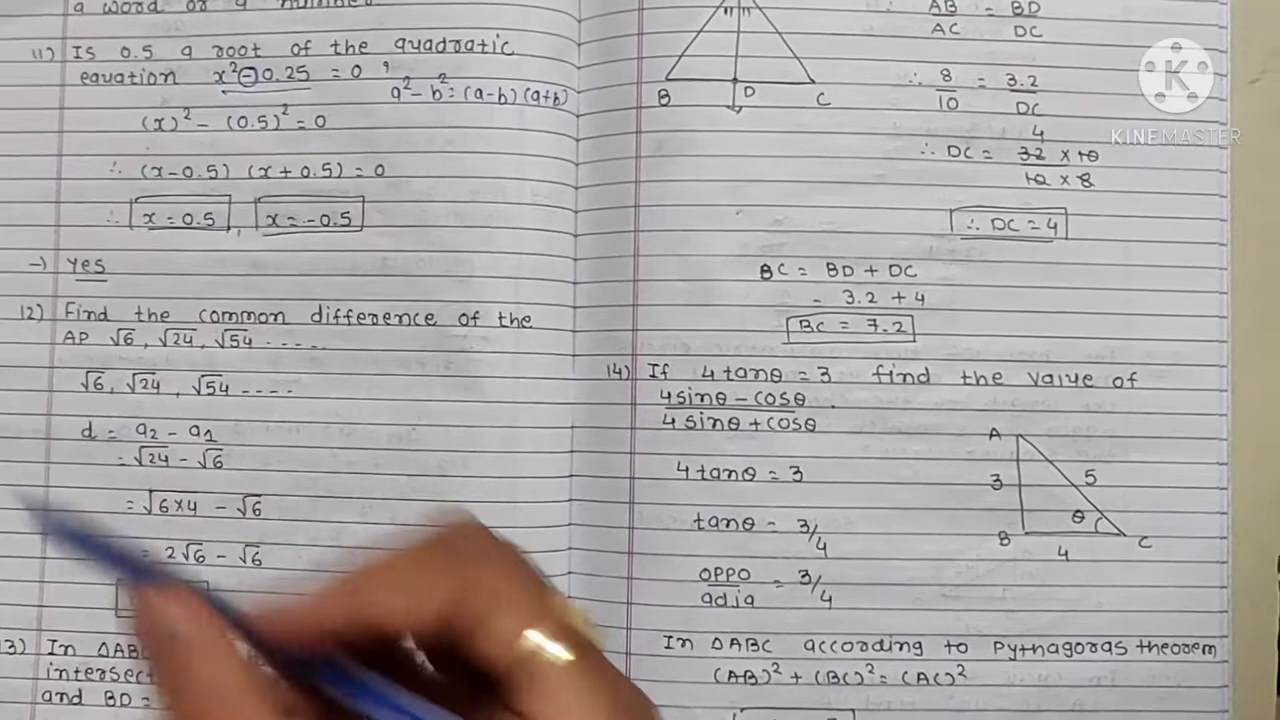 a word or a
11) Is 0.5 a root of the quadratic
equation x² - 0.25 = 0 ?
a² - b² = (a-b) (a+b)
(x)² - (0.5)² = 0
∴ (x-0.5) (x+0.5) = 0
∴ x = 0.5 , x = -0.5
→ Yes
12) Find the common difference of the
AP √6, √24, √54 .....
√6, √24, √54 ....
d = a₂ - a₁
= √24 - √6
= √6×4 - √6
= 2√6 - √6
13) In △ABC
intersect
and BD =
B D C
∴ AB/AC = BD/DC
∴ 8/10 = 3.2/DC
4
∴ DC = 32 × 10
10 × 8
∴ DC = 4
BC = BD + DC
= 3.2 + 4
BC = 7.2
14) If 4 tanθ = 3 find the value of
4 sinθ - cosθ
4 sinθ + cosθ
4 tanθ = 3
tanθ = 3/4
oppo/adja = 3/4
A
3 5
θ
B 4 C
In △ABC according to Pythagoras theorem
(AB)² + (BC)² = (AC)²
K
KINEMASTER